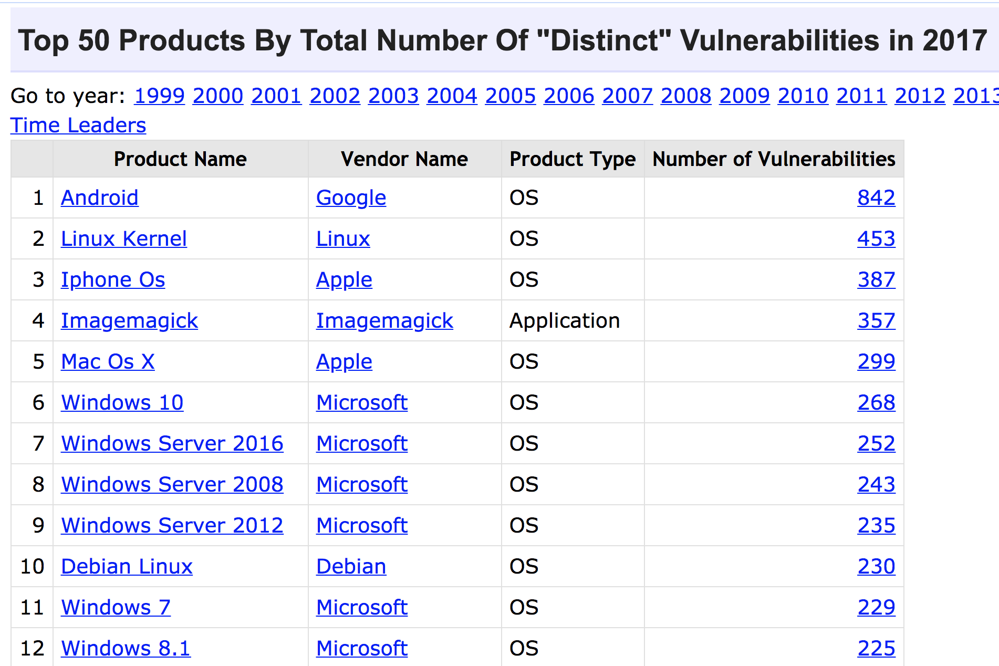 Top 50 Products By Total Number Of "Distinct" Vulnerabilities in 2017
Go to year: 1999 2000 2001 2002 2003 2004 2005 2006 2007 2008 2009 2010 2011 2012 2013
Time Leaders
Product Name Vendor Name Product Type Number of Vulnerabilities
1 Android Google OS 842
2 Linux Kernel Linux OS 453
3 Iphone Os Apple OS 387
4 Imagemagick Imagemagick Application 357
5 Mac Os X Apple OS 299
6 Windows 10 Microsoft OS 268
7 Windows Server 2016 Microsoft OS 252
8 Windows Server 2008 Microsoft OS 243
9 Windows Server 2012 Microsoft OS 235
10 Debian Linux Debian OS 230
11 Windows 7 Microsoft OS 229
12 Windows 8.1 Microsoft OS 225